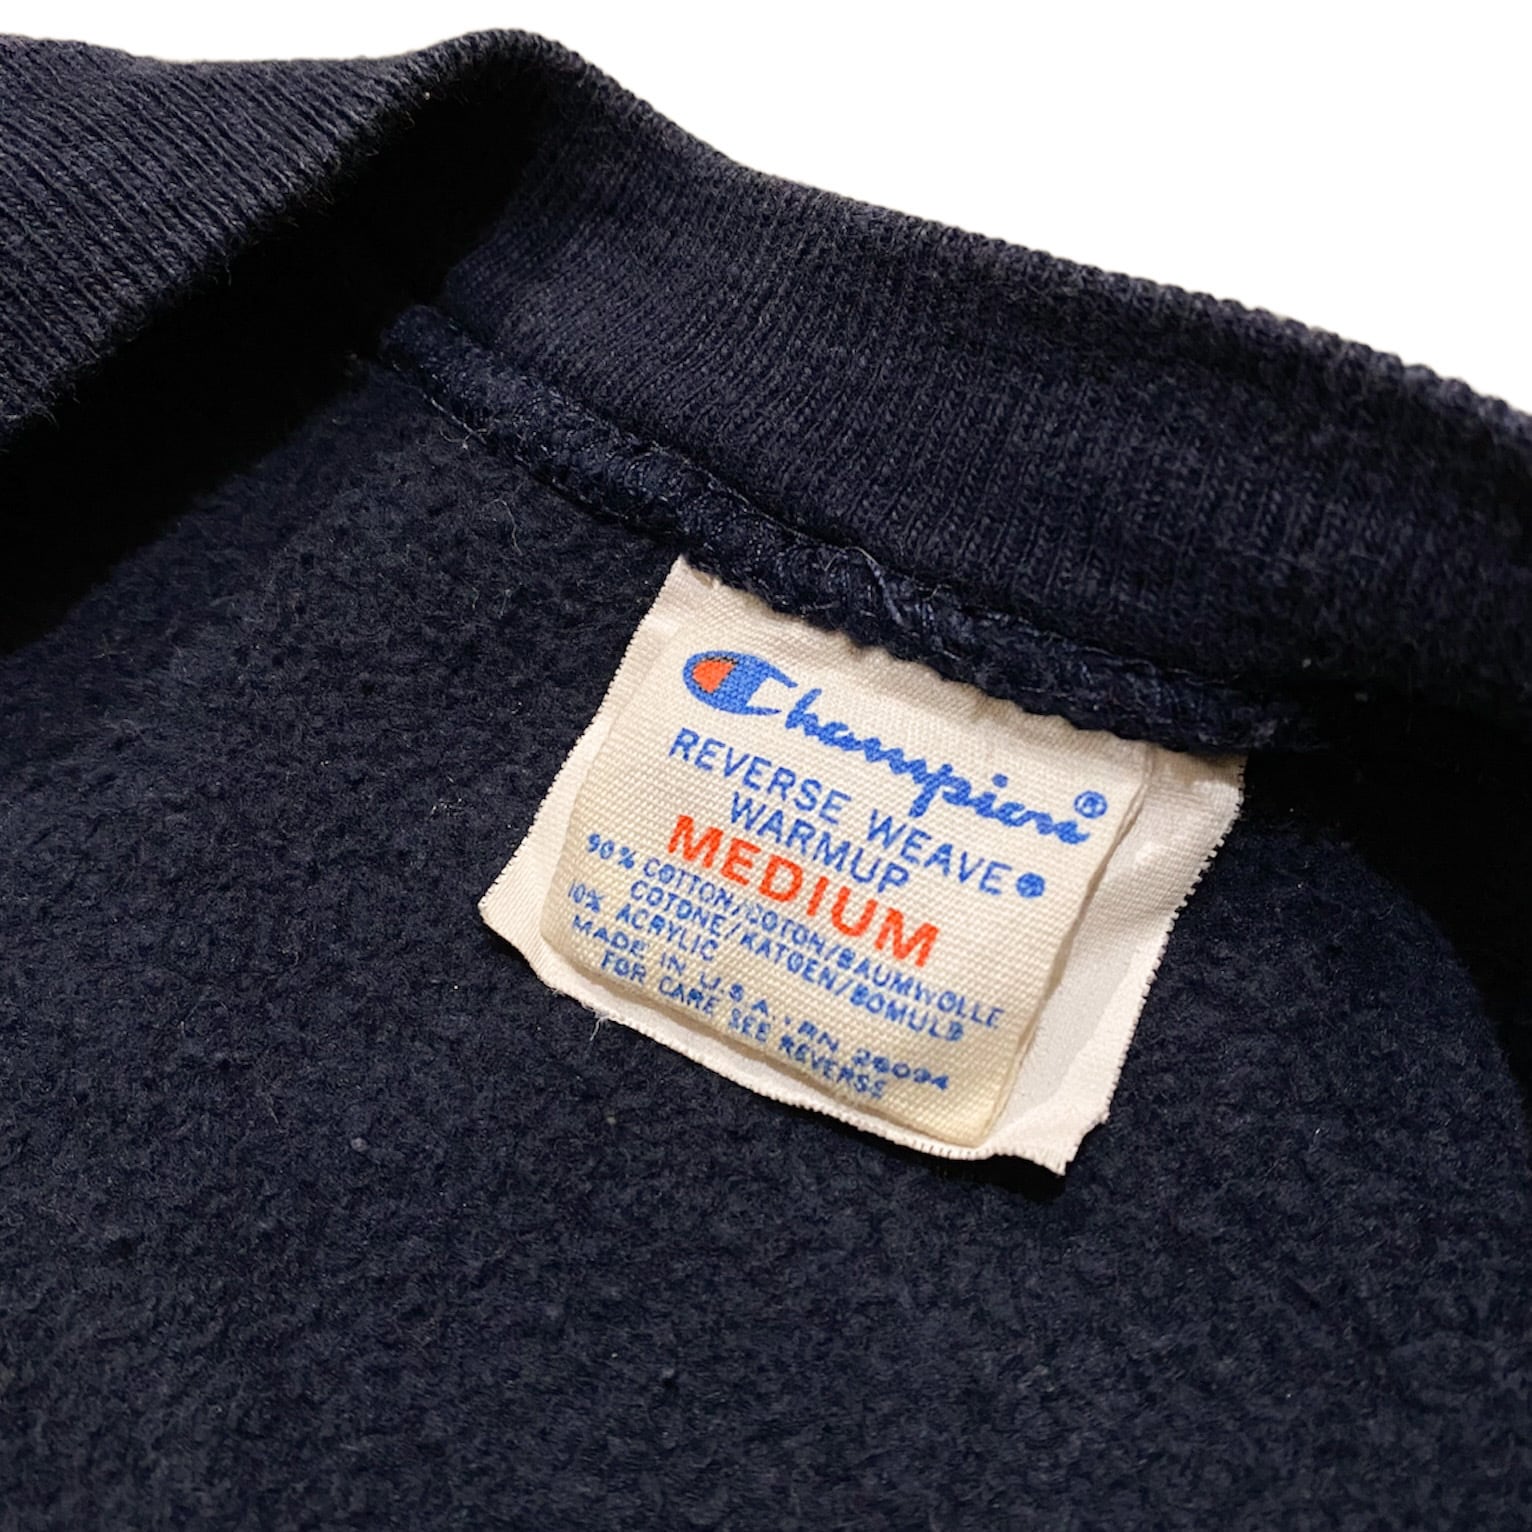 Champion®
REVERSE WEAVE®
WARMUP
MEDIUM
90% COTTON/COTON/BAUMWOLLE
COTONE/KATOEN/BOMULD
10% ACRYLIC
MADE IN U.S.A. RN 26094
FOR CARE SEE REVERSE